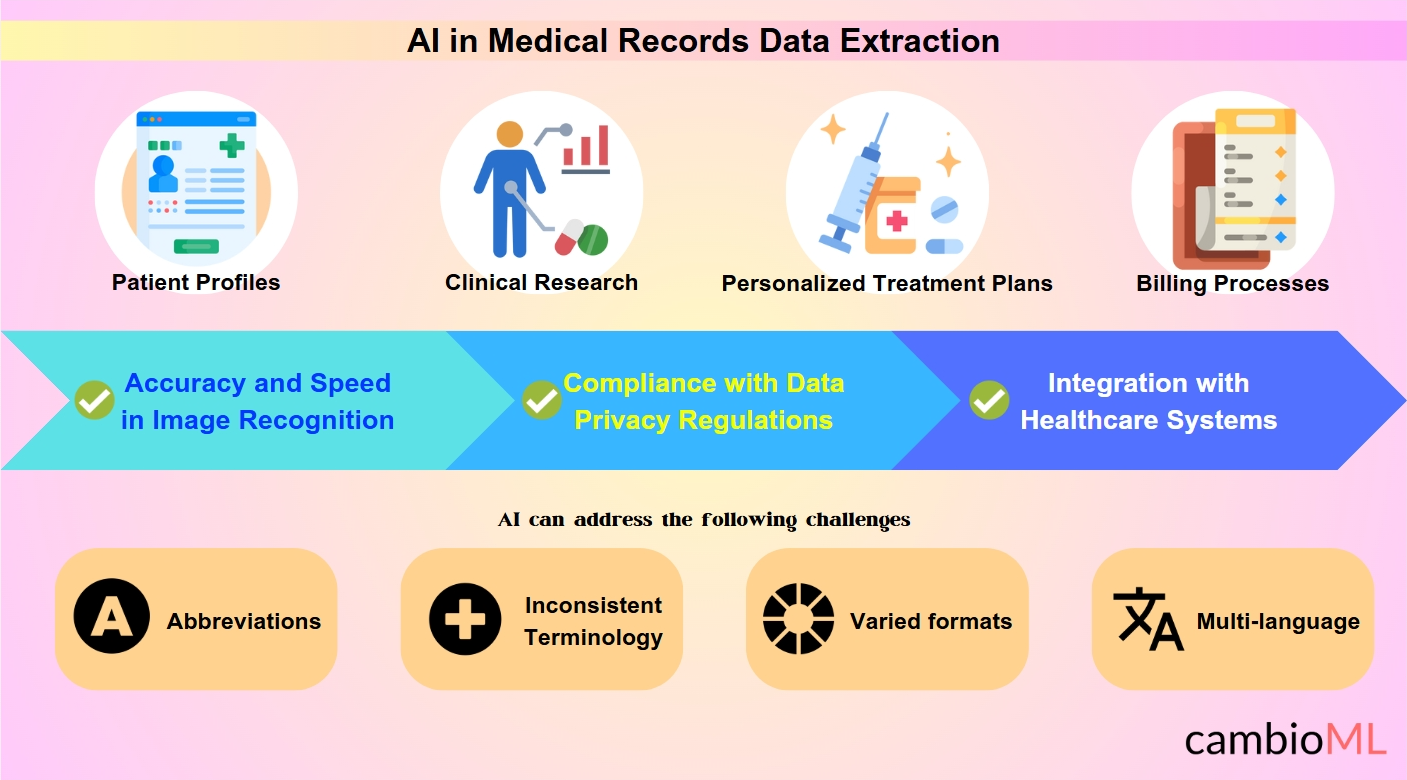 AI in Medical Records Data Extraction
Patient Profiles
Clinical Research
Personalized Treatment Plans
Billing Processes
Accuracy and Speed
in Image Recognition
Compliance with Data
Privacy Regulations
Integration with
Healthcare Systems
AI can address the following challenges
A
Abbreviations
Inconsistent
Terminology
Varied formats
文A
Multi-language
cambioML